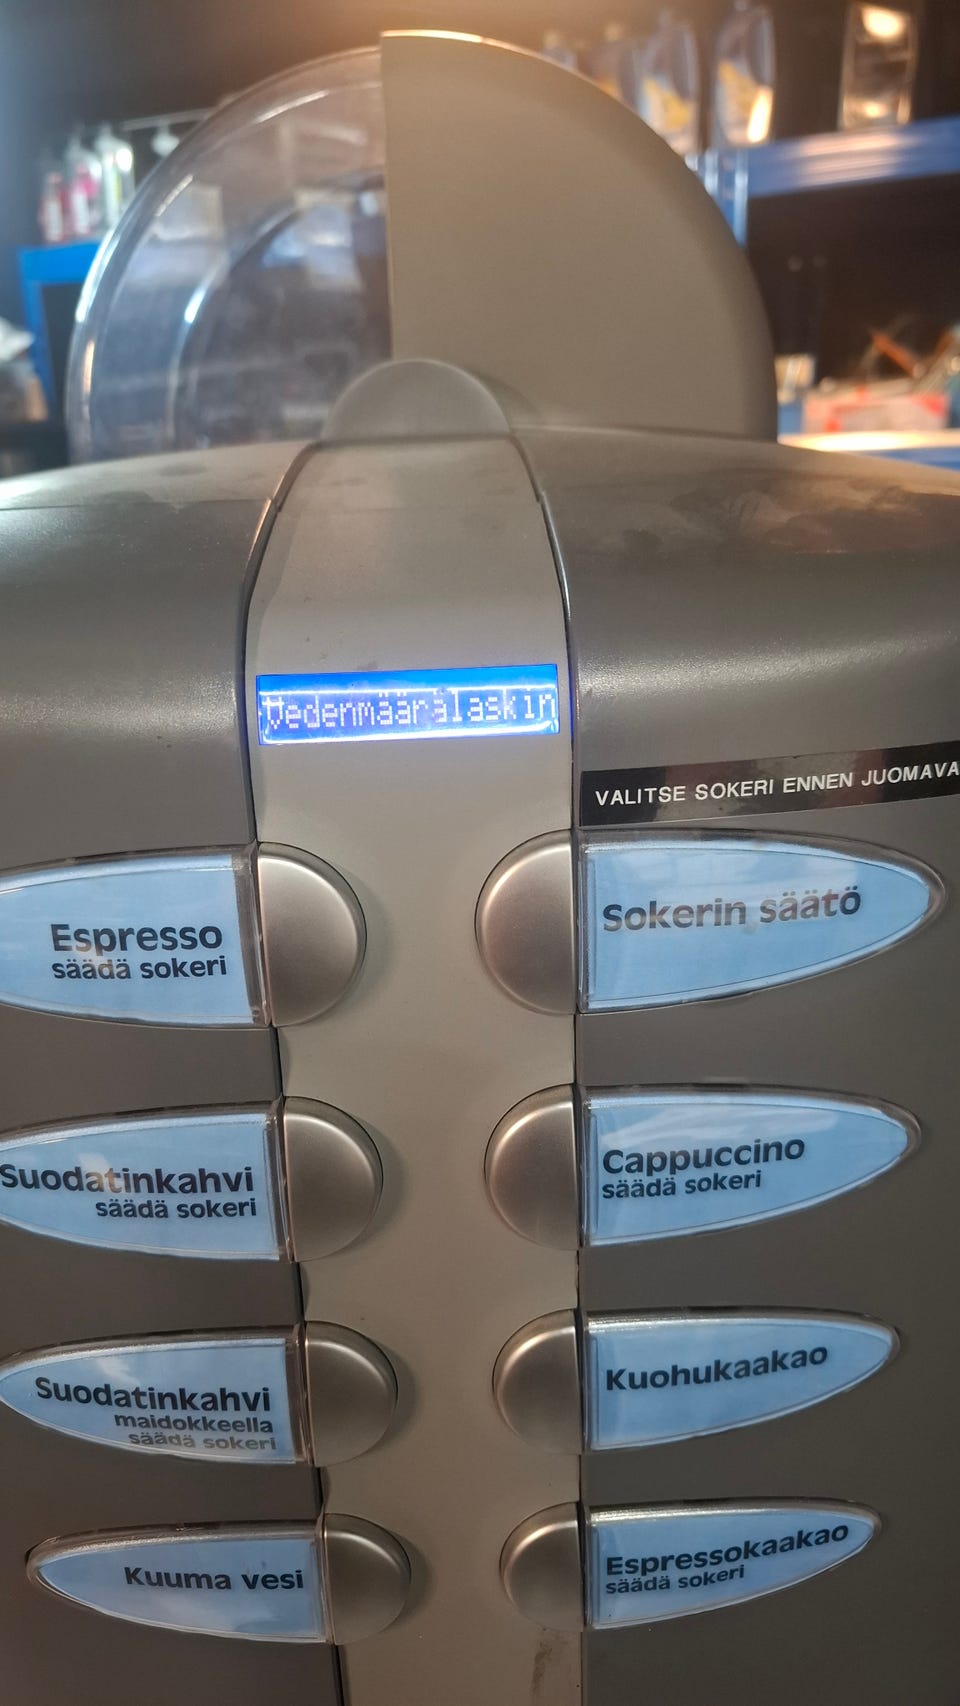 Vedenmääralaskin
VALITSE SOKERI ENNEN JUOMAVA
Espresso
säädä sokeri
Sokerin säätö
Suodatinkahvi
säädä sokeri
Cappuccino
säädä sokeri
Suodatinkahvi
maidokkeella
säädä sokeri
Kuohukaakao
Kuuma vesi
Espressokaakao
säädä sokeri